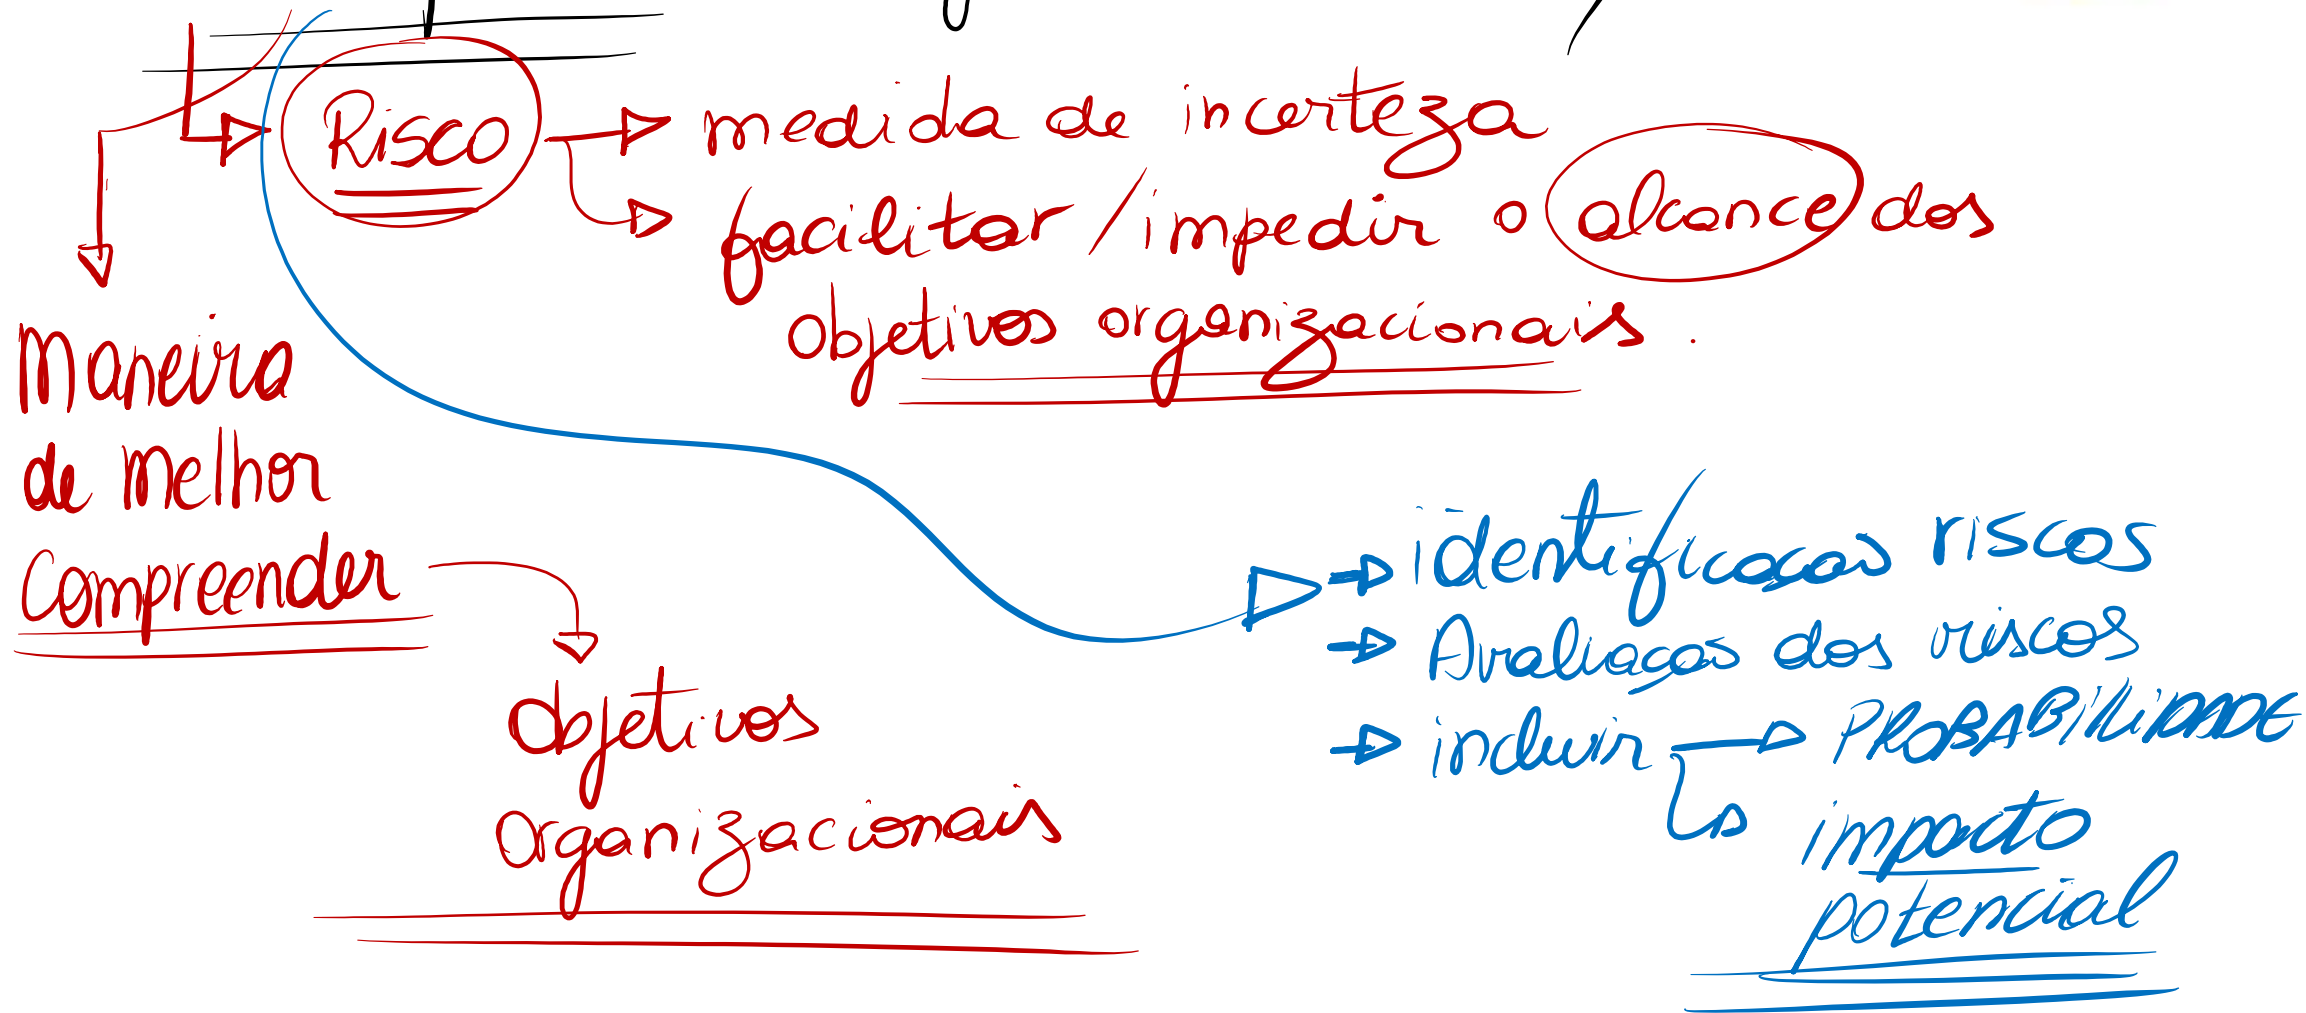 Risco
medida de incerteza
facilitar / impedir o alcance dos
objetivos organizacionais.
Maneira
de melhor
compreender
objetivos
organizacionais
identificação riscos
Avaliação dos riscos
incluir PROBABILIDADE
impacto
potencial